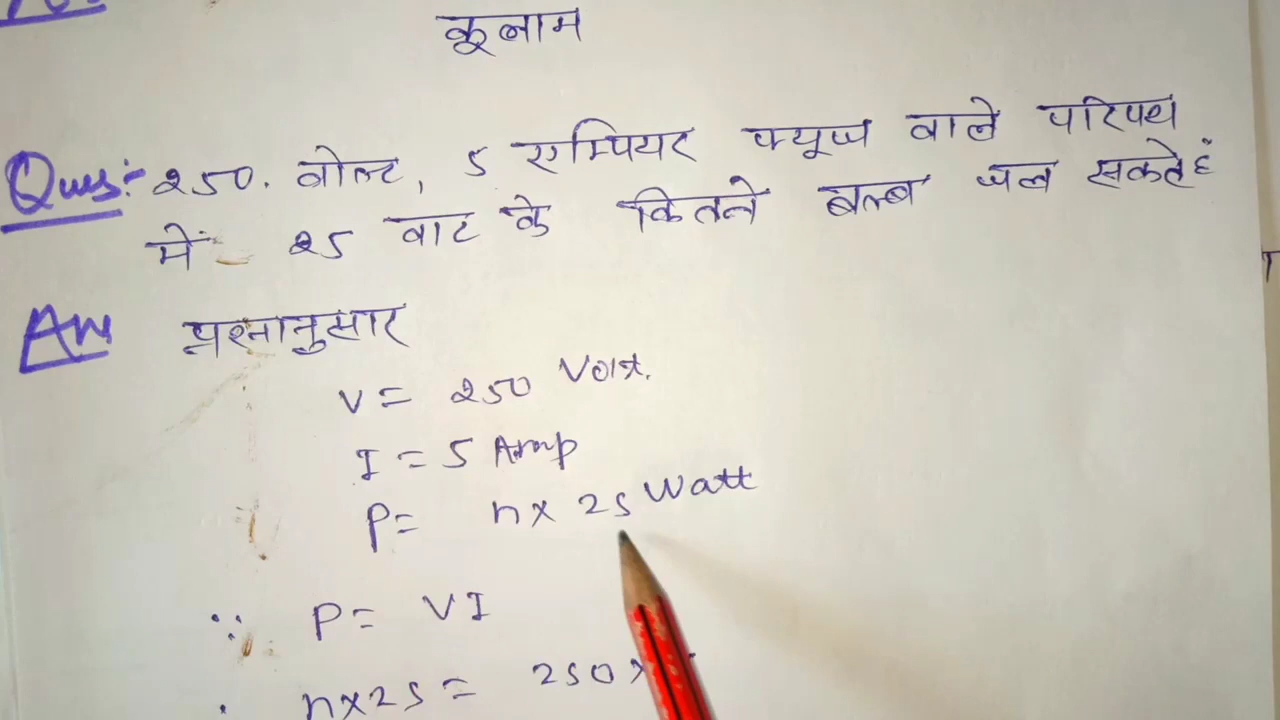 कूलाम
Ques:- 250. वोल्ट, 5 एम्पियर फ्यूज वाले परिपथ
में 25 वाट के कितने बल्ब जल सकते हैं
Ans प्रश्नानुसार
V = 250 Volt.
I = 5 Amp
P = n x 25 Watt
∵ P = VI
n x 25 = 250 x